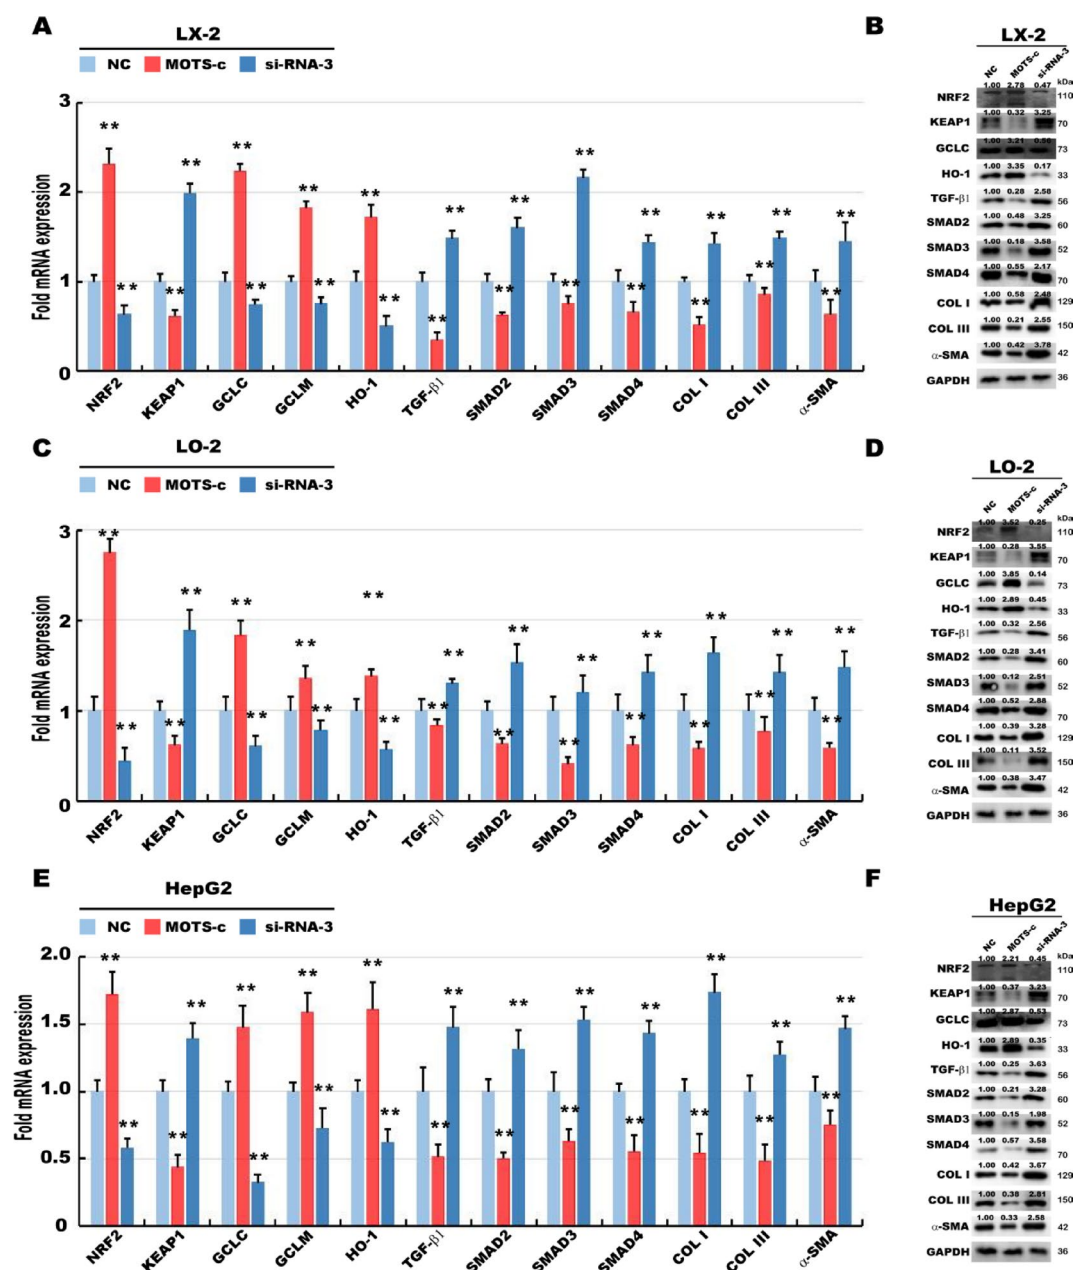 A
LX-2
NC MOTS-c si-RNA-3
Fold mRNA expression
3
2
1
0
** ** ** ** ** ** ** ** ** ** ** **
** ** ** ** ** ** ** ** ** ** ** **
NRF2 KEAP1 GCLC GCLM HO-1 TGF-β1 SMAD2 SMAD3 SMAD4 COL I COL III α-SMA
B
LX-2
NC MOTS-c si-RNA-3
kDa
1.00 2.78 0.47
NRF2 110
1.00 0.32 3.25
KEAP1 70
1.00 3.21 0.56
GCLC 73
1.00 3.35 0.17
HO-1 33
1.00 0.28 2.58
TGF-β1 56
1.00 0.48 3.25
SMAD2 60
1.00 0.18 3.58
SMAD3 52
1.00 0.55 2.17
SMAD4 70
1.00 0.58 2.48
COL I 129
1.00 0.21 2.55
COL III 150
1.00 0.42 3.78
α-SMA 42
GAPDH 36
C
LO-2
NC MOTS-c si-RNA-3
Fold mRNA expression
3
2
1
0
** ** ** ** ** ** ** ** ** ** ** **
** ** ** ** ** ** ** ** ** ** ** **
NRF2 KEAP1 GCLC GCLM HO-1 TGF-β1 SMAD2 SMAD3 SMAD4 COL I COL III α-SMA
D
LO-2
NC MOTS-c si-RNA-3
kDa
1.00 3.52 0.25
NRF2 110
1.00 0.28 3.55
KEAP1 70
1.00 3.85 0.14
GCLC 73
1.00 2.89 0.45
HO-1 33
1.00 0.32 2.56
TGF-β1 56
1.00 0.28 3.41
SMAD2 60
1.00 0.12 2.51
SMAD3 52
1.00 0.52 2.88
SMAD4 70
1.00 0.39 3.28
COL I 129
1.00 0.11 3.52
COL III 150
1.00 0.38 3.47
α-SMA 42
GAPDH 36
E
HepG2
NC MOTS-c si-RNA-3
Fold mRNA expression
2.0
1.5
1.0
0.5
0
** ** ** ** ** ** ** ** ** ** ** **
** ** ** ** ** ** ** ** ** ** ** **
NRF2 KEAP1 GCLC GCLM HO-1 TGF-β1 SMAD2 SMAD3 SMAD4 COL I COL III α-SMA
F
HepG2
NC MOTS-c si-RNA-3
kDa
1.00 2.21 0.45
NRF2 110
1.00 0.37 3.23
KEAP1 70
1.00 2.87 0.53
GCLC 73
1.00 2.89 0.35
HO-1 33
1.00 0.25 3.63
TGF-β1 56
1.00 0.21 3.28
SMAD2 60
1.00 0.15 1.98
SMAD3 52
1.00 0.57 3.58
SMAD4 70
1.00 0.42 3.67
COL I 129
1.00 0.38 2.81
COL III 150
1.00 0.33 2.58
α-SMA 42
GAPDH 36